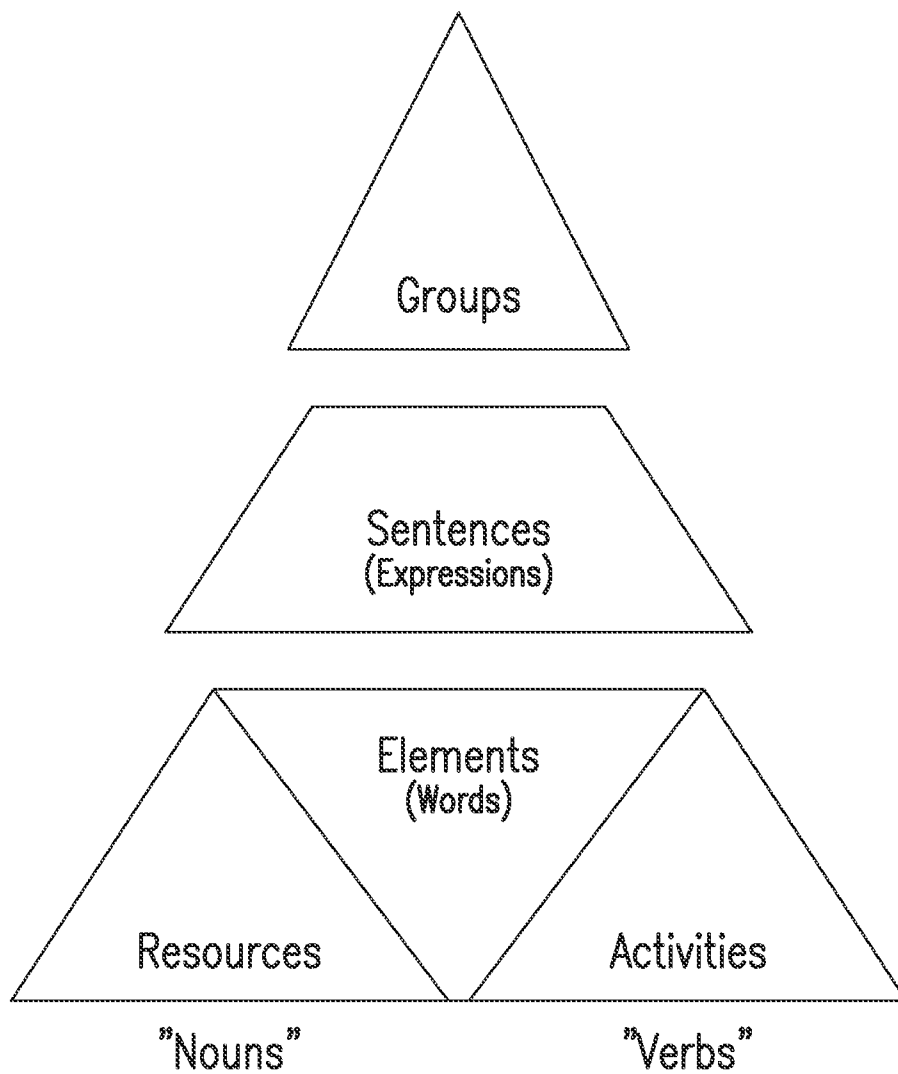 Groups
Sentences
(Expressions)
Elements
(Words)
Resources
Activities
"Nouns"
"Verbs"